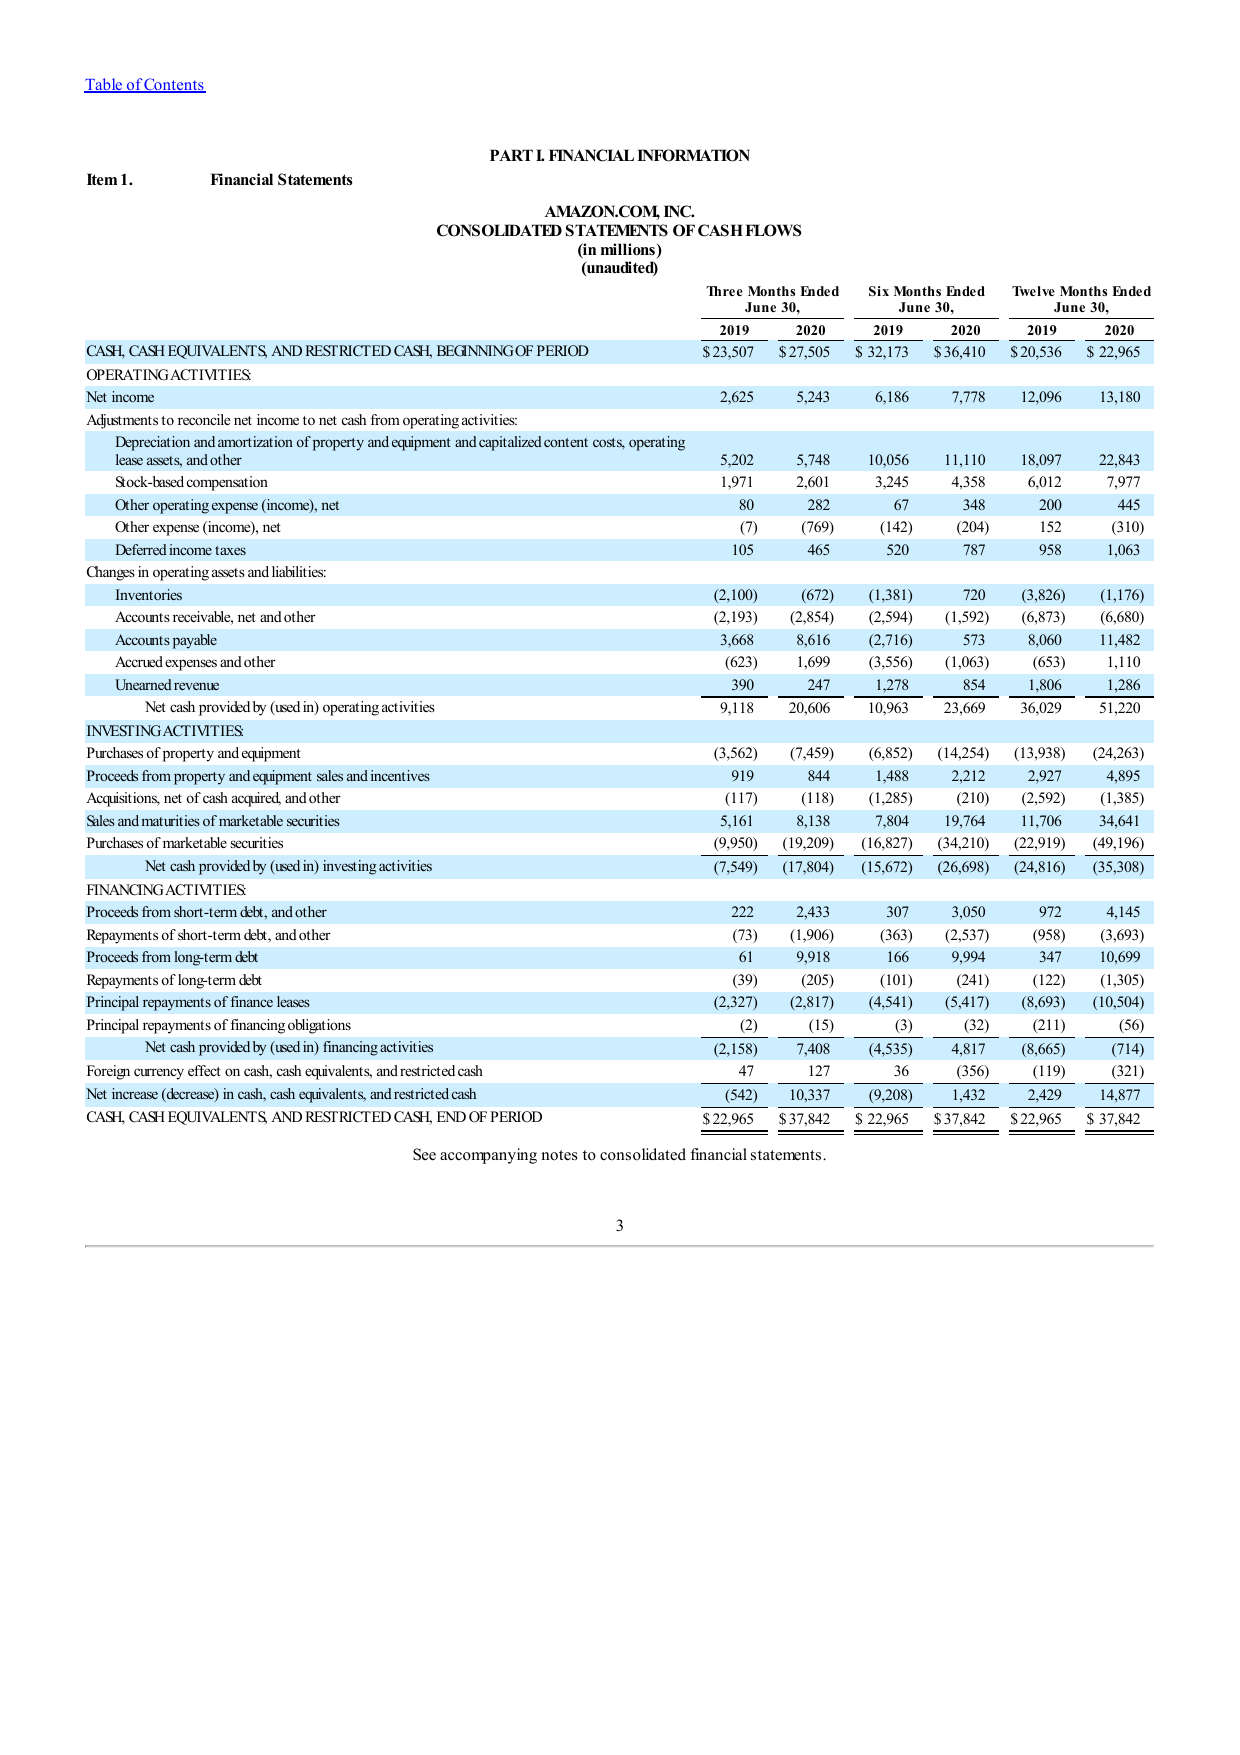 Table of Contents
PART I. FINANCIAL INFORMATION
Item 1. Financial Statements
AMAZON.COM, INC.
CONSOLIDATED STATEMENTS OF CASH FLOWS
(in millions)
(unaudited)
Three Months Ended Six Months Ended Twelve Months Ended
June 30, June 30, June 30,
2019 2020 2019 2020 2019 2020
CASH, CASH EQUIVALENTS, AND RESTRICTED CASH, BEGINNING OF PERIOD $ 23,507 $ 27,505 $ 32,173 $ 36,410 $ 20,536 $ 22,965
OPERATING ACTIVITIES:
Net income 2,625 5,243 6,186 7,778 12,096 13,180
Adjustments to reconcile net income to net cash from operating activities:
Depreciation and amortization of property and equipment and capitalized content costs, operating
lease assets, and other 5,202 5,748 10,056 11,110 18,097 22,843
Stock-based compensation 1,971 2,601 3,245 4,358 6,012 7,977
Other operating expense (income), net 80 282 67 348 200 445
Other expense (income), net (7) (769) (142) (204) 152 (310)
Deferred income taxes 105 465 520 787 958 1,063
Changes in operating assets and liabilities:
Inventories (2,100) (672) (1,381) 720 (3,826) (1,176)
Accounts receivable, net and other (2,193) (2,854) (2,594) (1,592) (6,873) (6,680)
Accounts payable 3,668 8,616 (2,716) 573 8,060 11,482
Accrued expenses and other (623) 1,699 (3,556) (1,063) (653) 1,110
Unearned revenue 390 247 1,278 854 1,806 1,286
Net cash provided by (used in) operating activities 9,118 20,606 10,963 23,669 36,029 51,220
INVESTING ACTIVITIES:
Purchases of property and equipment (3,562) (7,459) (6,852) (14,254) (13,938) (24,263)
Proceeds from property and equipment sales and incentives 919 844 1,488 2,212 2,927 4,895
Acquisitions, net of cash acquired, and other (117) (118) (1,285) (210) (2,592) (1,385)
Sales and maturities of marketable securities 5,161 8,138 7,804 19,764 11,706 34,641
Purchases of marketable securities (9,950) (19,209) (16,827) (34,210) (22,919) (49,196)
Net cash provided by (used in) investing activities (7,549) (17,804) (15,672) (26,698) (24,816) (35,308)
FINANCING ACTIVITIES:
Proceeds from short-term debt, and other 222 2,433 307 3,050 972 4,145
Repayments of short-term debt, and other (73) (1,906) (363) (2,537) (958) (3,693)
Proceeds from long-term debt 61 9,918 166 9,994 347 10,699
Repayments of long-term debt (39) (205) (101) (241) (122) (1,305)
Principal repayments of finance leases (2,327) (2,817) (4,541) (5,417) (8,693) (10,504)
Principal repayments of financing obligations (2) (15) (3) (32) (211) (56)
Net cash provided by (used in) financing activities (2,158) 7,408 (4,535) 4,817 (8,665) (714)
Foreign currency effect on cash, cash equivalents, and restricted cash 47 127 36 (356) (119) (321)
Net increase (decrease) in cash, cash equivalents, and restricted cash (542) 10,337 (9,208) 1,432 2,429 14,877
CASH, CASH EQUIVALENTS, AND RESTRICTED CASH, END OF PERIOD $ 22,965 $ 37,842 $ 22,965 $ 37,842 $ 22,965 $ 37,842
See accompanying notes to consolidated financial statements.
3